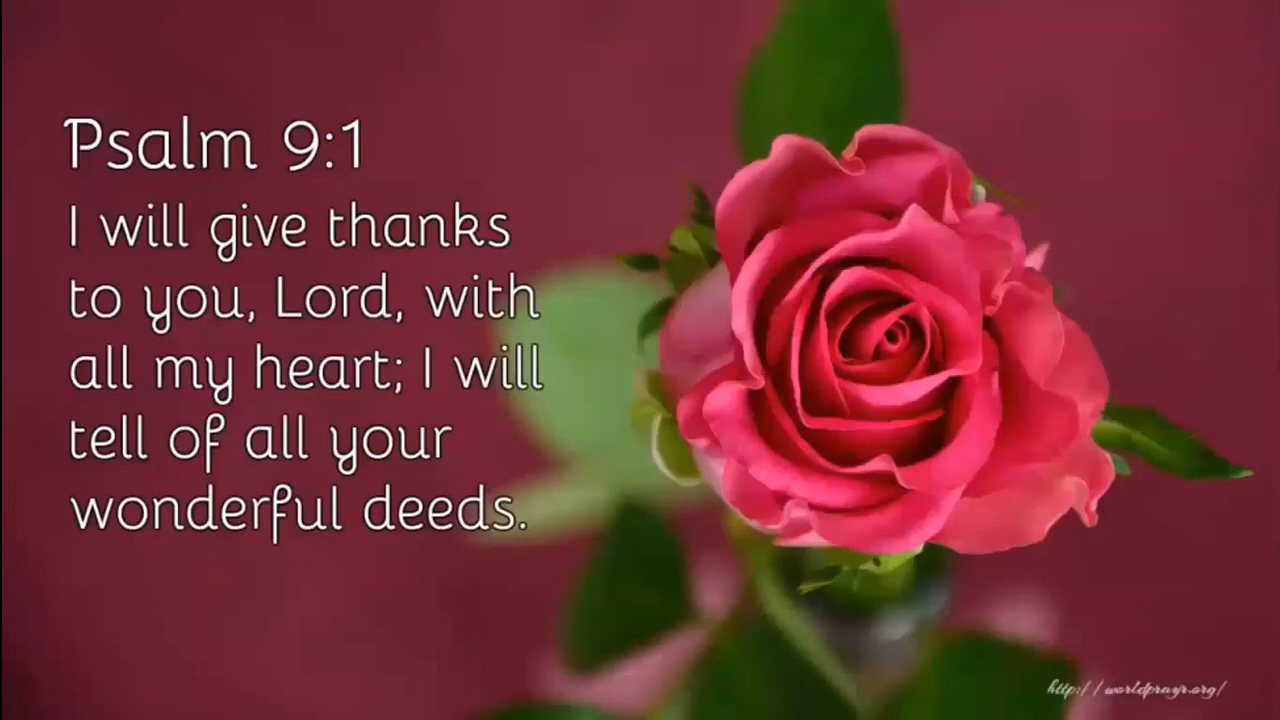 Psalm 9:1
I will give thanks
to you, Lord, with
all my heart; I will
tell of all your
wonderful deeds.
http://worldprayr.org/